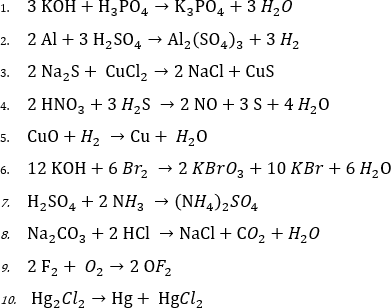 1. 3 KOH + H₃PO₄ → K₃PO₄ + 3 H₂O
2. 2 Al + 3 H₂SO₄ → Al₂(SO₄)₃ + 3 H₂
3. 2 Na₂S + CuCl₂ → 2 NaCl + CuS
4. 2 HNO₃ + 3 H₂S → 2 NO + 3 S + 4 H₂O
5. CuO + H₂ → Cu + H₂O
6. 12 KOH + 6 Br₂ → 2 KBrO₃ + 10 KBr + 6 H₂O
7. H₂SO₄ + 2 NH₃ → (NH₄)₂SO₄
8. Na₂CO₃ + 2 HCl → NaCl + CO₂ + H₂O
9. 2 F₂ + O₂ → 2 OF₂
10. Hg₂Cl₂ → Hg + HgCl₂